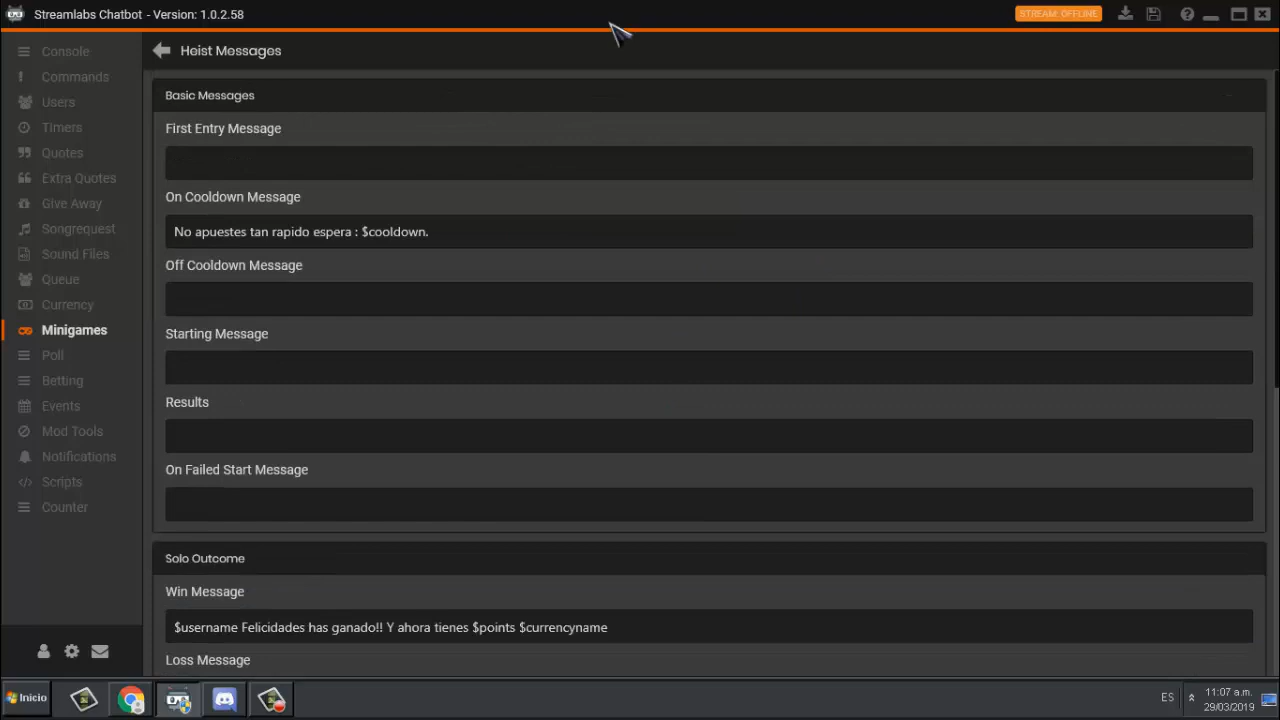 Streamlabs Chatbot - Version: 1.0.2.58
STREAM: OFFLINE
Console
Commands
Users
Timers
Quotes
Extra Quotes
Give Away
Songrequest
Sound Files
Queue
Currency
Minigames
Poll
Betting
Events
Mod Tools
Notifications
Scripts
Counter
Heist Messages
Basic Messages
First Entry Message
On Cooldown Message
No apuestes tan rapido espera : $cooldown.
Off Cooldown Message
Starting Message
Results
On Failed Start Message
Solo Outcome
Win Message
$username Felicidades has ganado!! Y ahora tienes $points $currencyname
Loss Message
Inicio
ES
11:07 a.m.
29/03/2019